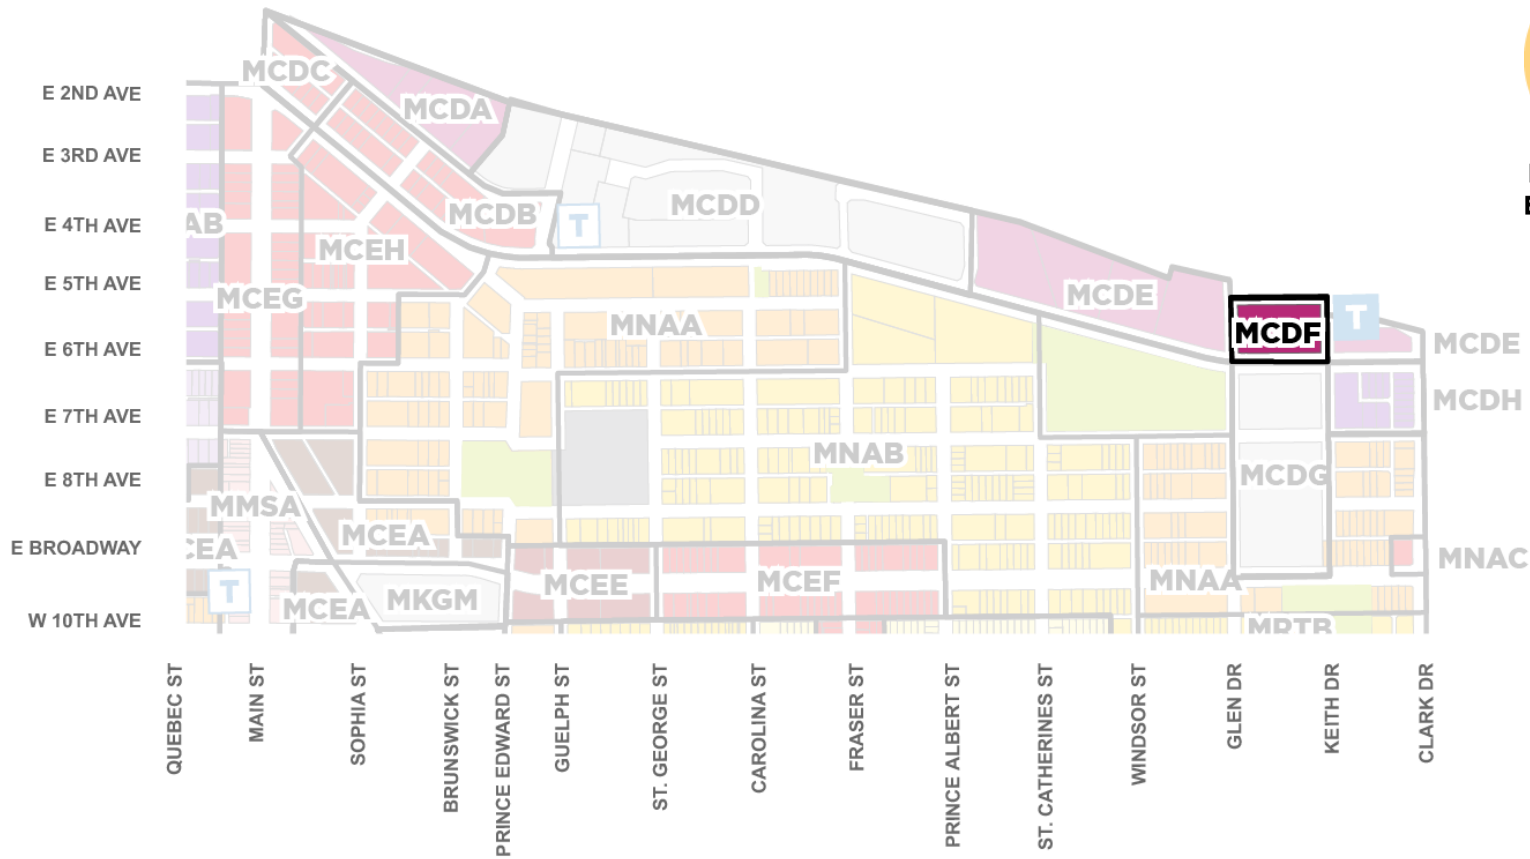 MCDC
MCDA
E 2ND AVE
E 3RD AVE
MCDD
MCDB
E 4TH AVE
AB
MCEH
E 5TH AVE
MCEG
MCDE
MNAA
T
T
MCDF
E 6TH AVE
MCDE
MCDH
E 7TH AVE
MNAB
E 8TH AVE
MCDG
MMSA
MCEA
E BROADWAY
CEA
MNAC
MCEE
MCEF
MNAA
T
MCEA
MKGM
W 10TH AVE
QUEBEC ST
MAIN ST
SOPHIA ST
BRUNSWICK ST
PRINCE EDWARD ST
GUELPH ST
ST. GEORGE ST
CAROLINA ST
FRASER ST
PRINCE ALBERT ST
ST. CATHERINES ST
WINDSOR ST
GLEN DR
KEITH DR
CLARK DR